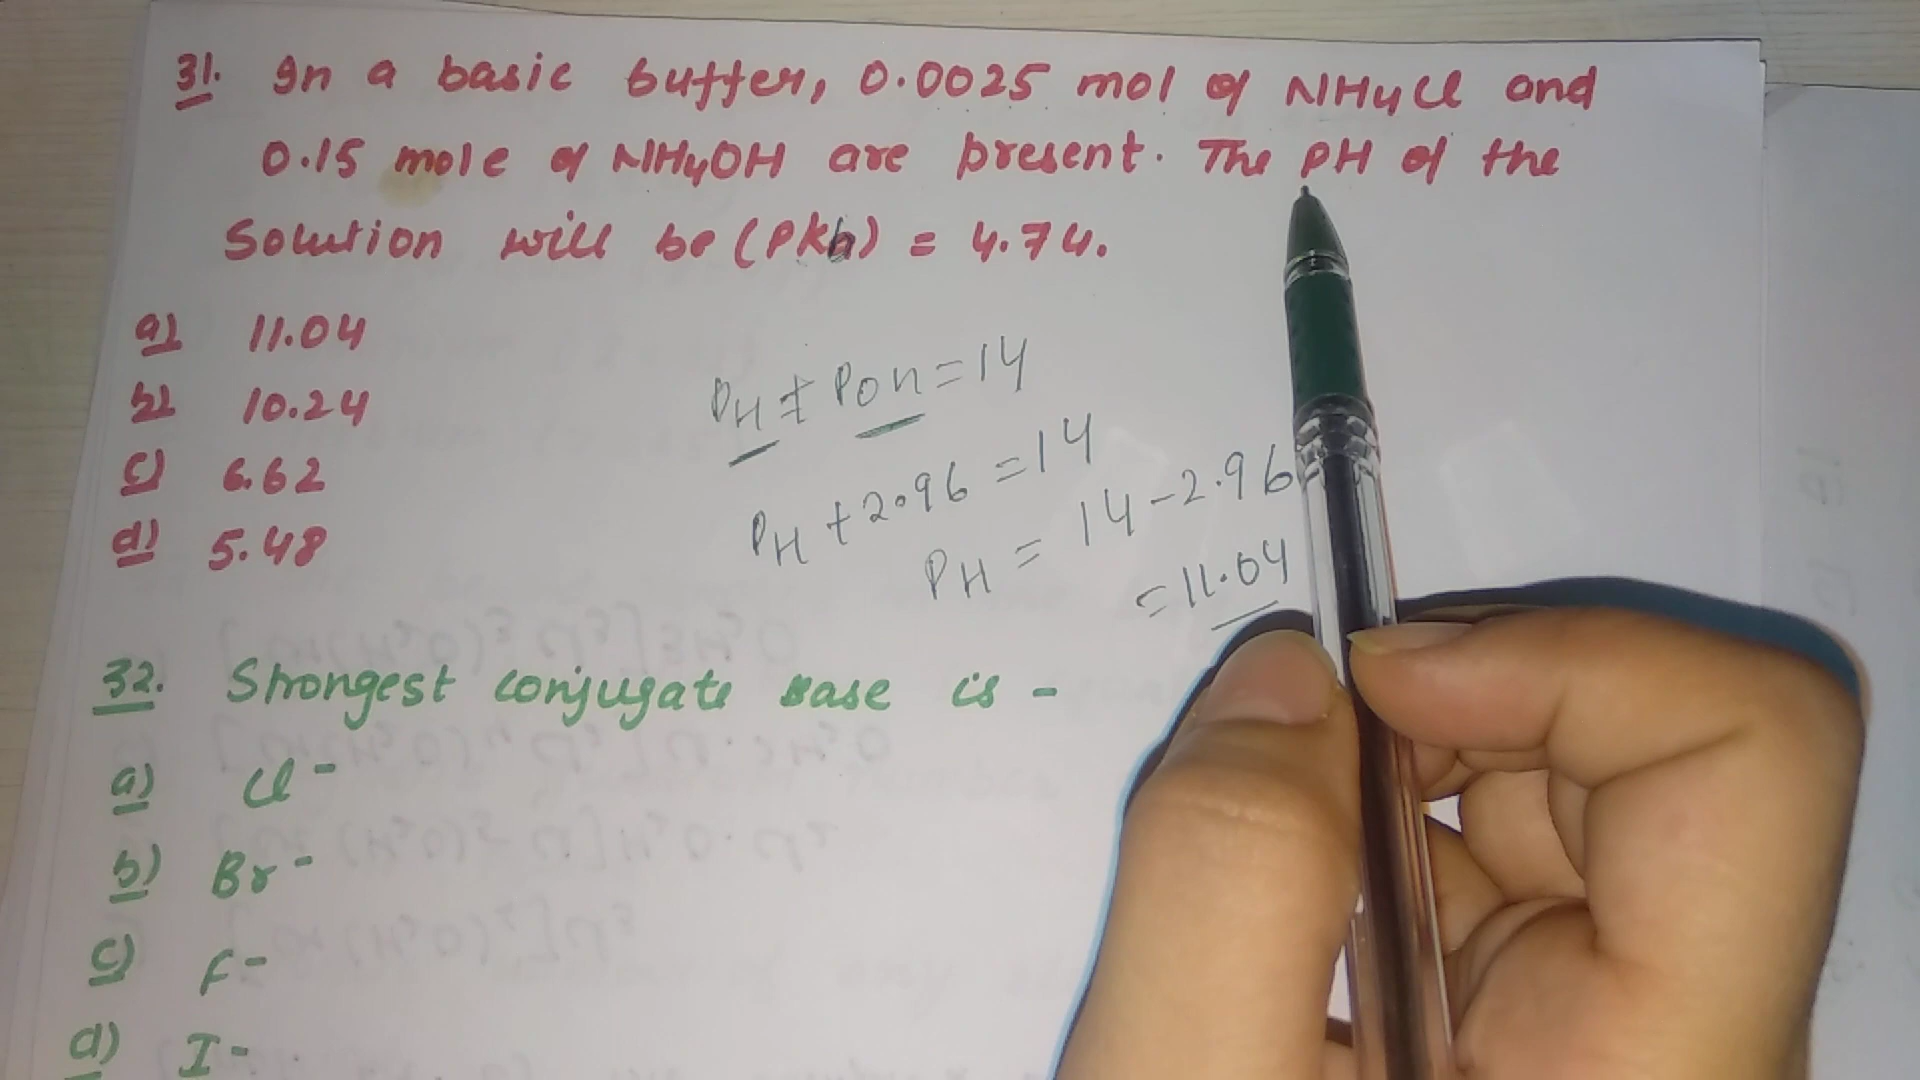 31. In a basic buffer, 0.0025 mol of NH4Cl and
0.15 mole of NH4OH are present. The PH of the
Solution will be (PKb) = 4.74.
a) 11.04
b) 10.24
c) 6.62
d) 5.48
PH + POH = 14
PH + 2.96 = 14
PH = 14 - 2.96
= 11.04
32. Strongest conjugate base is -
a) Cl-
b) Br-
c) F-
d) I-